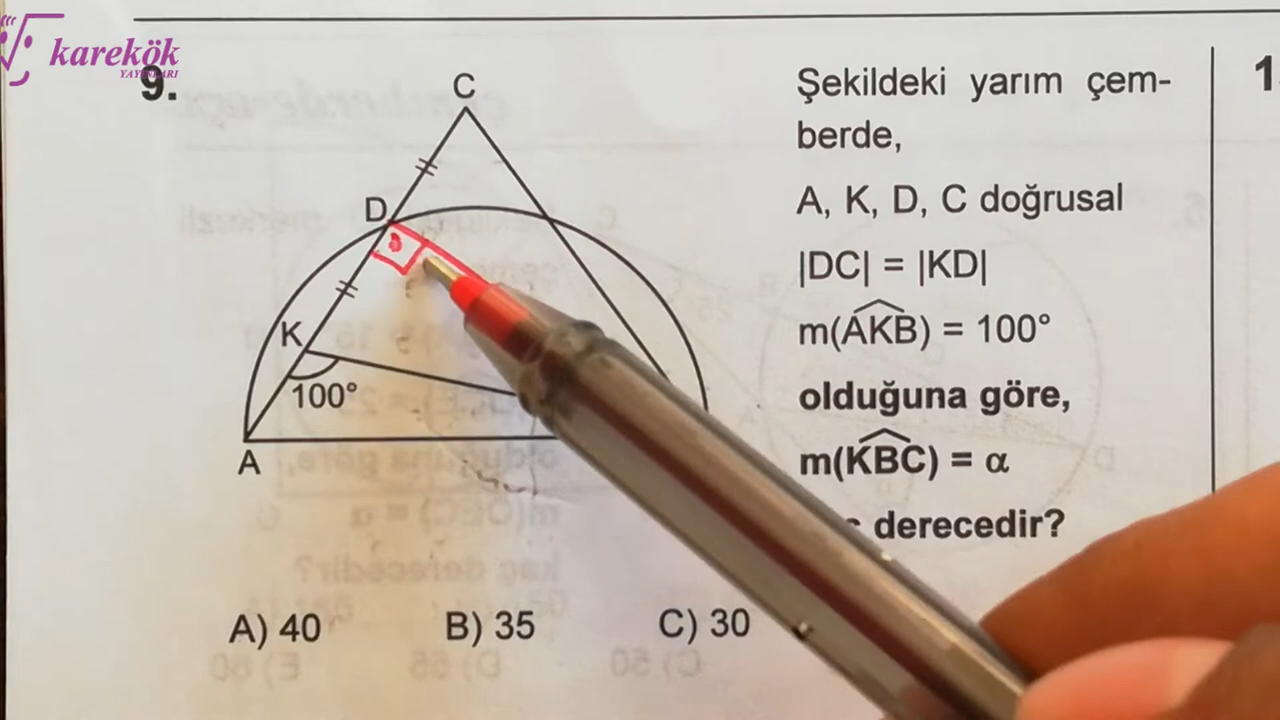 karekök
YAYINLARI
9.
C
D
K
100°
A
Şekildeki yarım çem-
berde,
A, K, D, C doğrusal
|DC| = |KD|
m(AKB) = 100°
olduğuna göre,
m(KBC) = α
derecedir?
A) 40 B) 35 C) 30
1